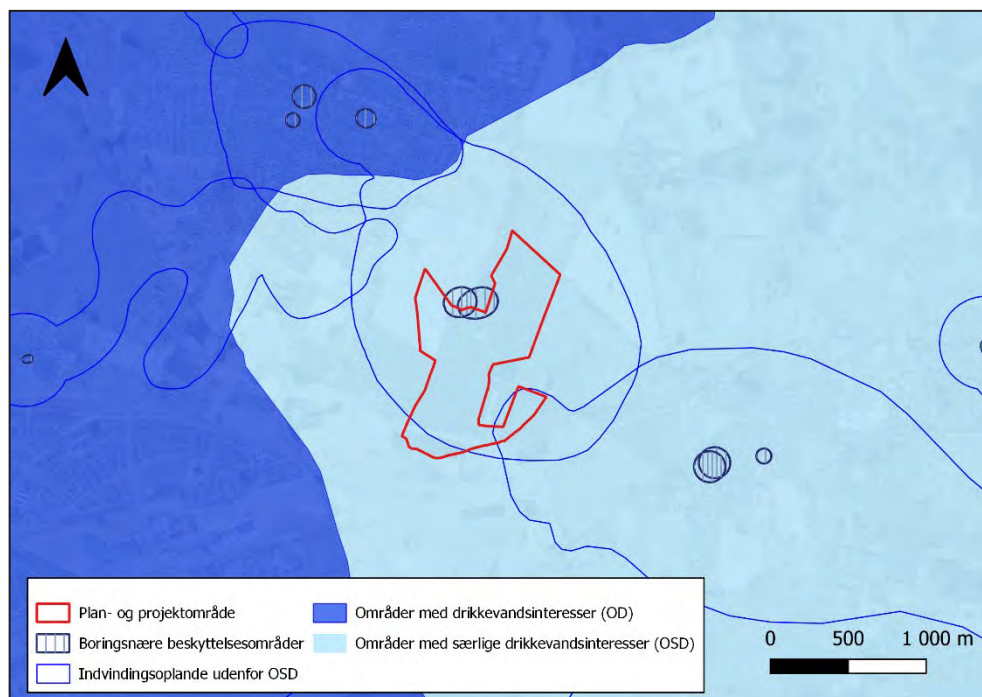 Plan- og projektområde
Boringsnære beskyttelsesområder
Indvindingsoplande udenfor OSD
Områder med drikkevandsinteresser (OD)
Områder med særlige drikkevandsinteresser (OSD)
0 500 1 000 m